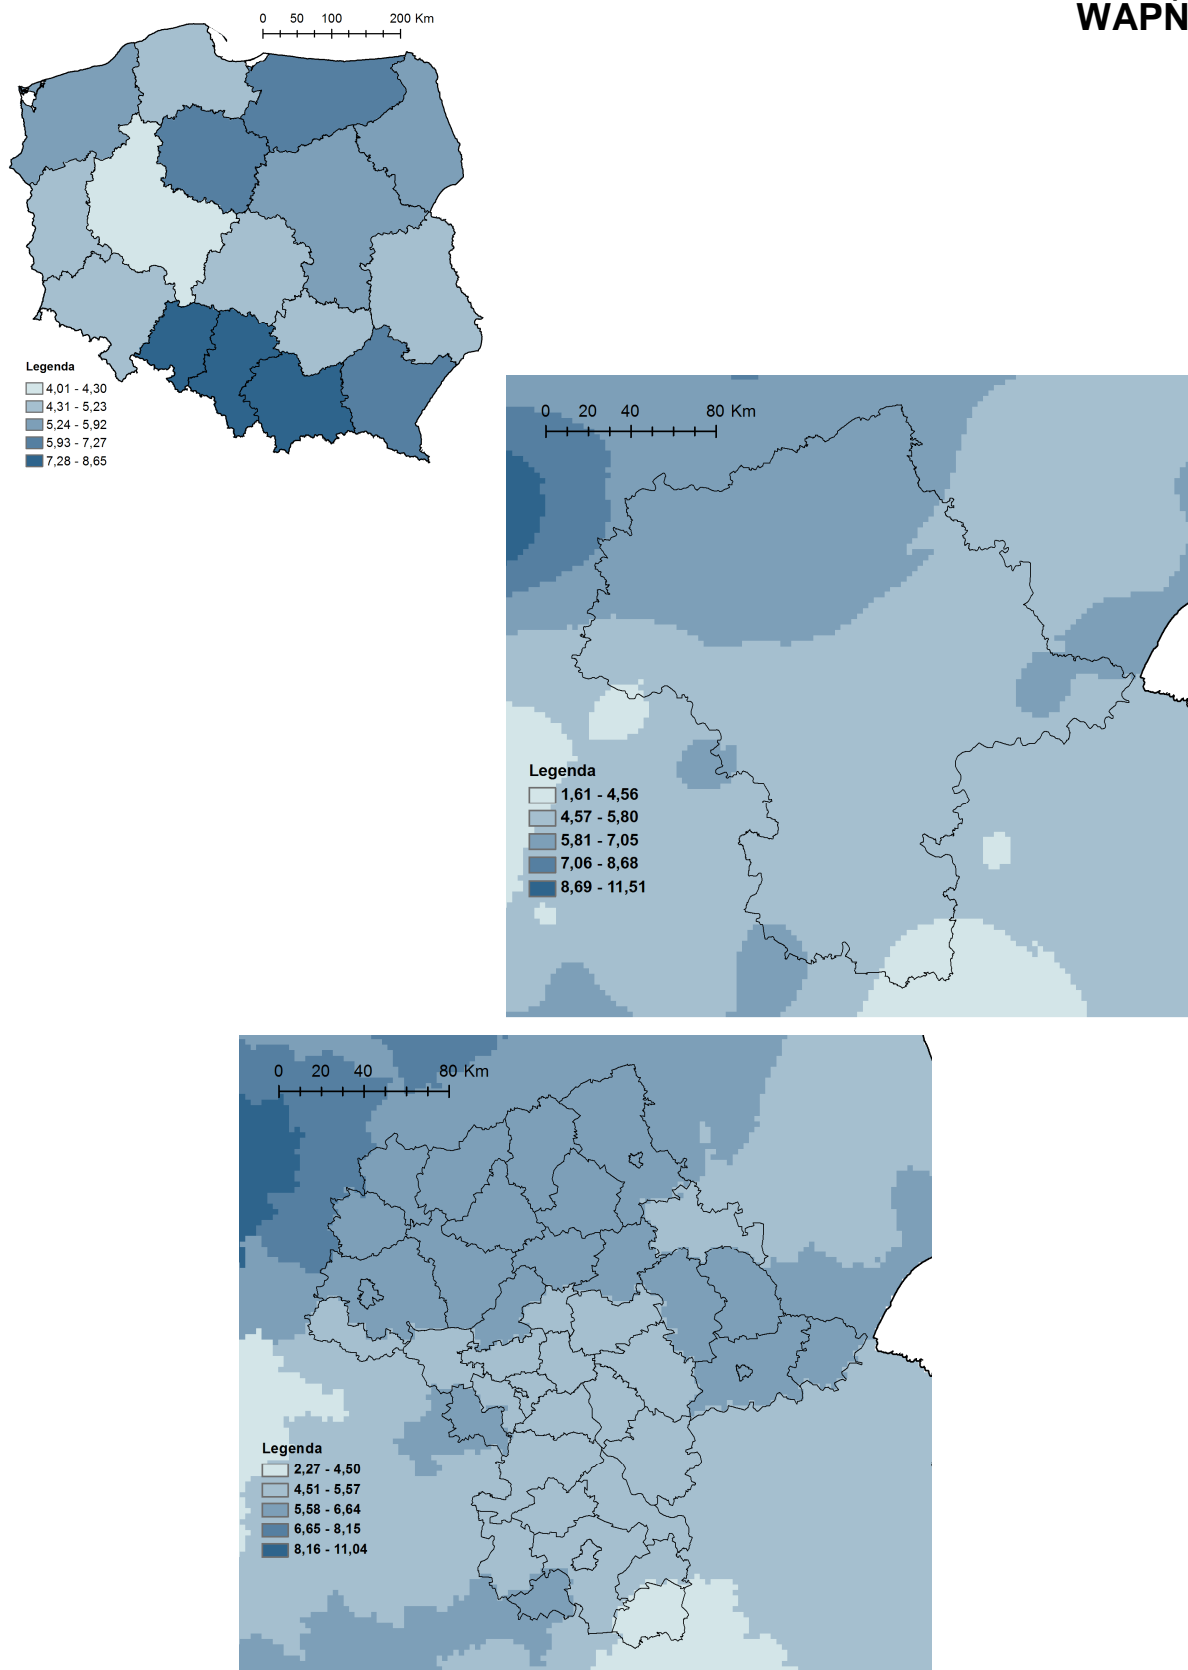 WAPŃ
0 50 100 200 Km
Legenda
4,01 - 4,30
4,31 - 5,23
5,24 - 5,92
5,93 - 7,27
7,28 - 8,65
0 20 40 80 Km
Legenda
1,61 - 4,56
4,57 - 5,80
5,81 - 7,05
7,06 - 8,68
8,69 - 11,51
0 20 40 80 Km
Legenda
2,27 - 4,50
4,51 - 5,57
5,58 - 6,64
6,65 - 8,15
8,16 - 11,04